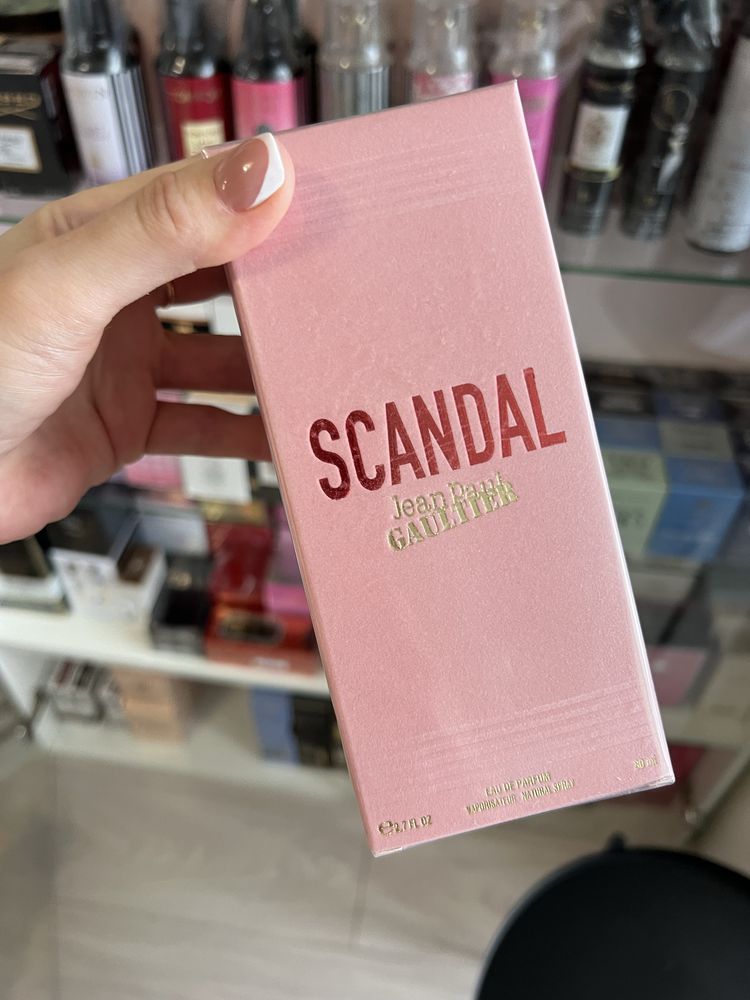 SCANDAL
Jean Paul
GAULTIER
EAU DE PARFUM
VAPORISATEUR NATURAL SPRAY
80 ml
e 2.7 FL OZ